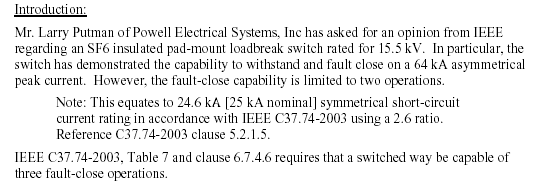 Introduction:
Mr. Larry Putman of Powell Electrical Systems, Inc has asked for an opinion from IEEE
regarding an SF6 insulated pad-mount loadbreak switch rated for 15.5 kV. In particular, the
switch has demonstrated the capability to withstand and fault close on a 64 kA asymmetrical
peak current. However, the fault-close capability is limited to two operations.
Note: This equates to 24.6 kA [25 kA nominal] symmetrical short-circuit
current rating in accordance with IEEE C37.74-2003 using a 2.6 ratio.
Reference C37.74-2003 clause 5.2.1.5.
IEEE C37.74-2003, Table 7 and clause 6.7.4.6 requires that a switched way be capable of
three fault-close operations.